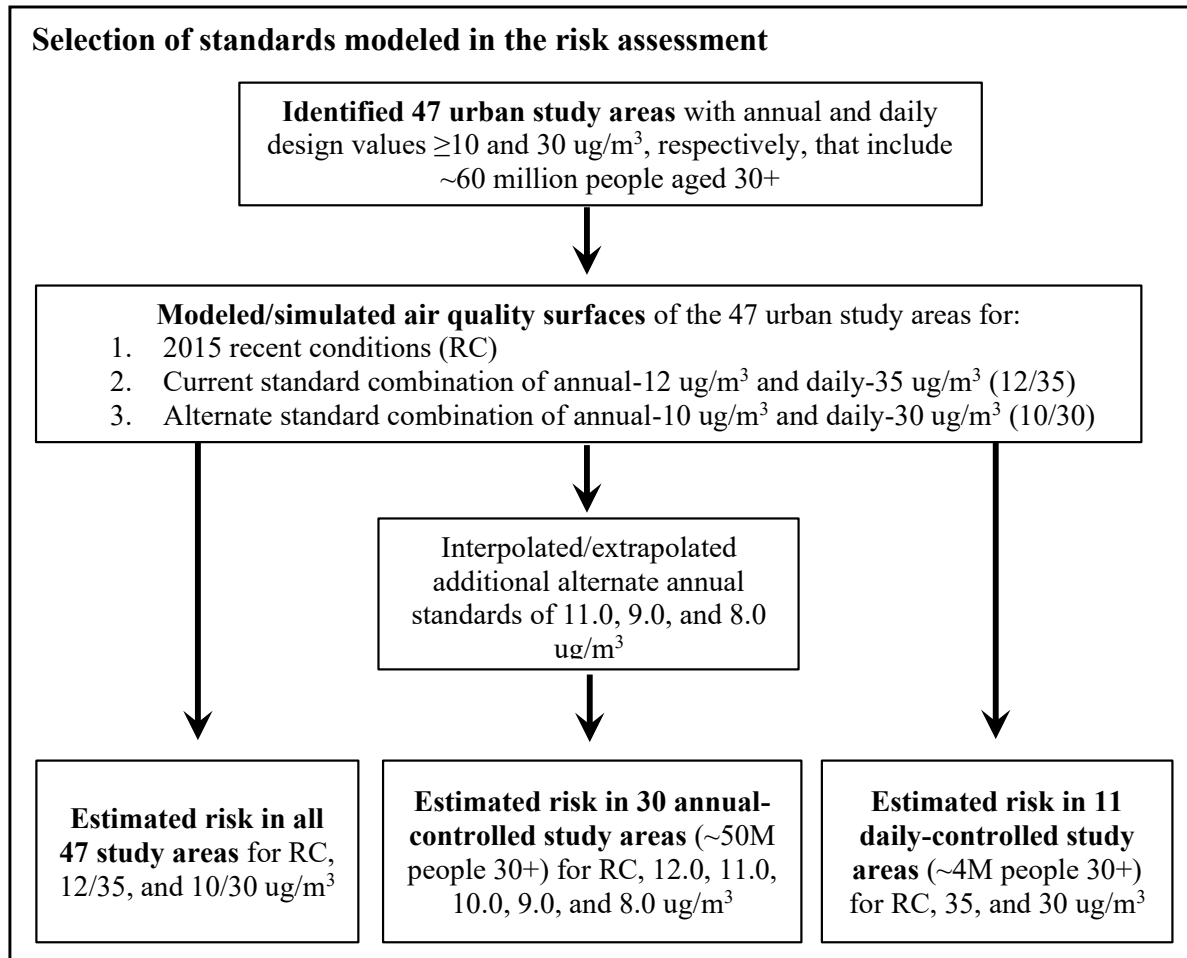 Selection of standards modeled in the risk assessment
Identified 47 urban study areas with annual and daily
design values ≥10 and 30 ug/m³, respectively, that include
~60 million people aged 30+
Modeled/simulated air quality surfaces of the 47 urban study areas for:
1. 2015 recent conditions (RC)
2. Current standard combination of annual-12 ug/m³ and daily-35 ug/m³ (12/35)
3. Alternate standard combination of annual-10 ug/m³ and daily-30 ug/m³ (10/30)
Interpolated/extrapolated
additional alternate annual
standards of 11.0, 9.0, and 8.0
ug/m³
Estimated risk in all
47 study areas for RC,
12/35, and 10/30 ug/m³
Estimated risk in 30 annual-
controlled study areas (~50M
people 30+) for RC, 12.0, 11.0,
10.0, 9.0, and 8.0 ug/m³
Estimated risk in 11
daily-controlled study
areas (~4M people 30+)
for RC, 35, and 30 ug/m³